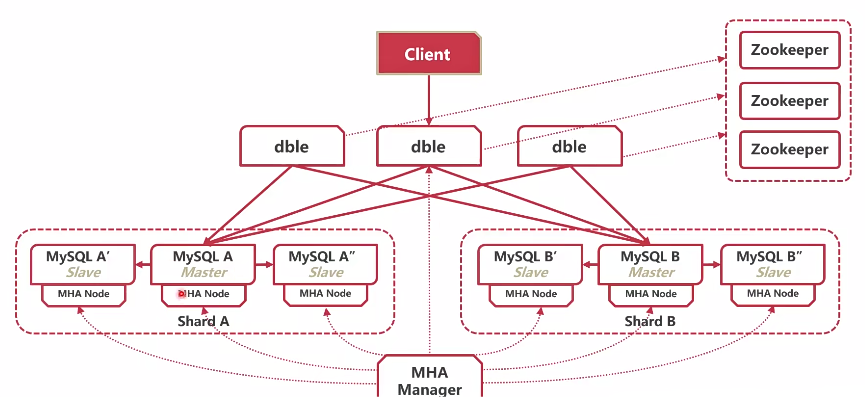 Client
Zookeeper
Zookeeper
Zookeeper
dble
dble
dble
MySQL A’
Slave
MHA Node
MySQL A
Master
MHA Node
MySQL A”
Slave
MHA Node
Shard A
MySQL B’
Slave
MHA Node
MySQL B
Master
MHA Node
MySQL B”
Slave
MHA Node
Shard B
MHA
Manager